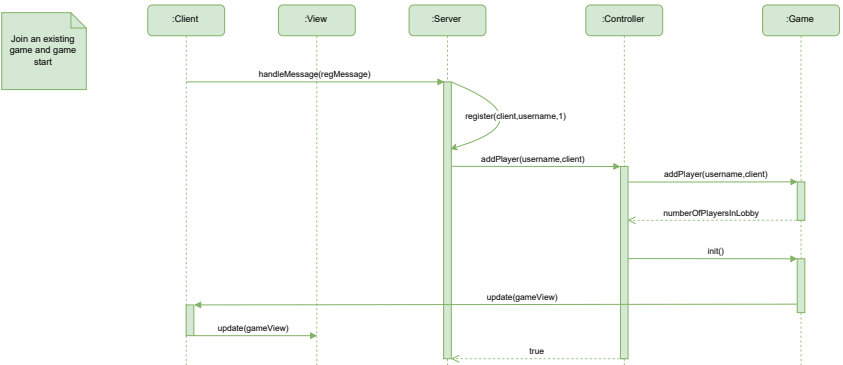 :Client
:View
:Server
:Controller
:Game
Join an existing
game and game
start
handleMessage(regMessage)
register(client,username,1)
addPlayer(username,client)
addPlayer(username,client)
numberOfPlayersInLobby
init()
update(gameView)
update(gameView)
true